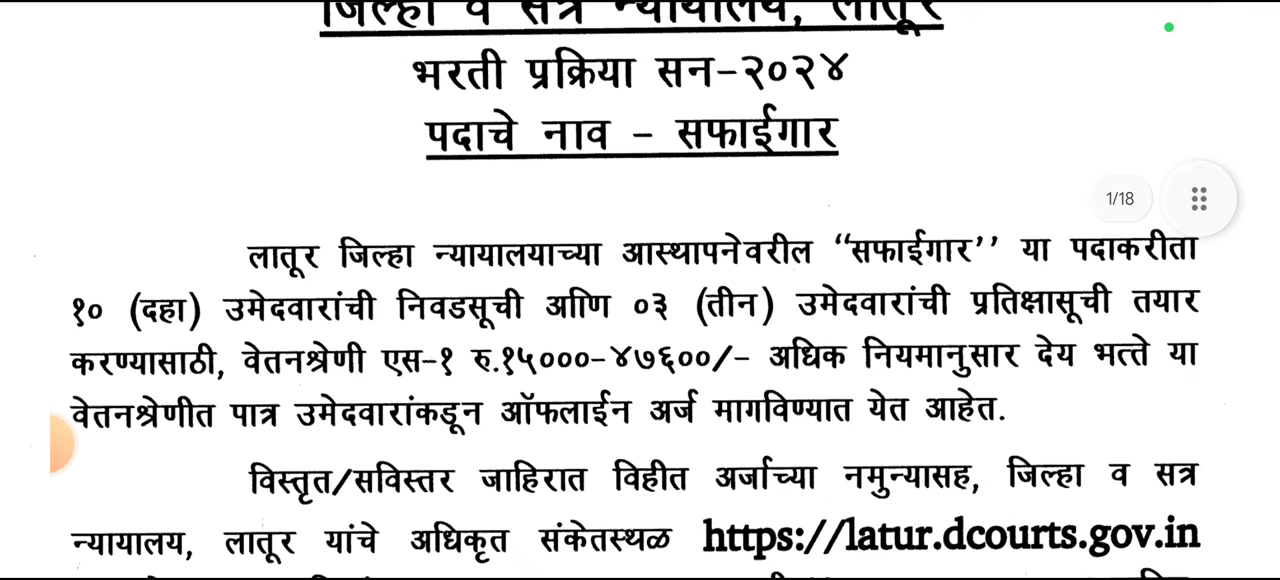 जिल्हा व सत्र न्यायालय, लातूर
भरती प्रक्रिया सन-२०२४
पदाचे नाव - सफाईगार
1/18
लातूर जिल्हा न्यायालयाच्या आस्थापनेवरील “सफाईगार’’ या पदाकरीता
१० (दहा) उमेदवारांची निवडसूची आणि ०३ (तीन) उमेदवारांची प्रतिक्षासूची तयार
करण्यासाठी, वेतनश्रेणी एस-१ रु.१५०००-४७६००/- अधिक नियमानुसार देय भत्ते या
वेतनश्रेणीत पात्र उमेदवारांकडून ऑफलाईन अर्ज मागविण्यात येत आहेत.
विस्तृत/सविस्तर जाहिरात विहीत अर्जाच्या नमुन्यासह, जिल्हा व सत्र
न्यायालय, लातूर यांचे अधिकृत संकेतस्थळ https://latur.dcourts.gov.in